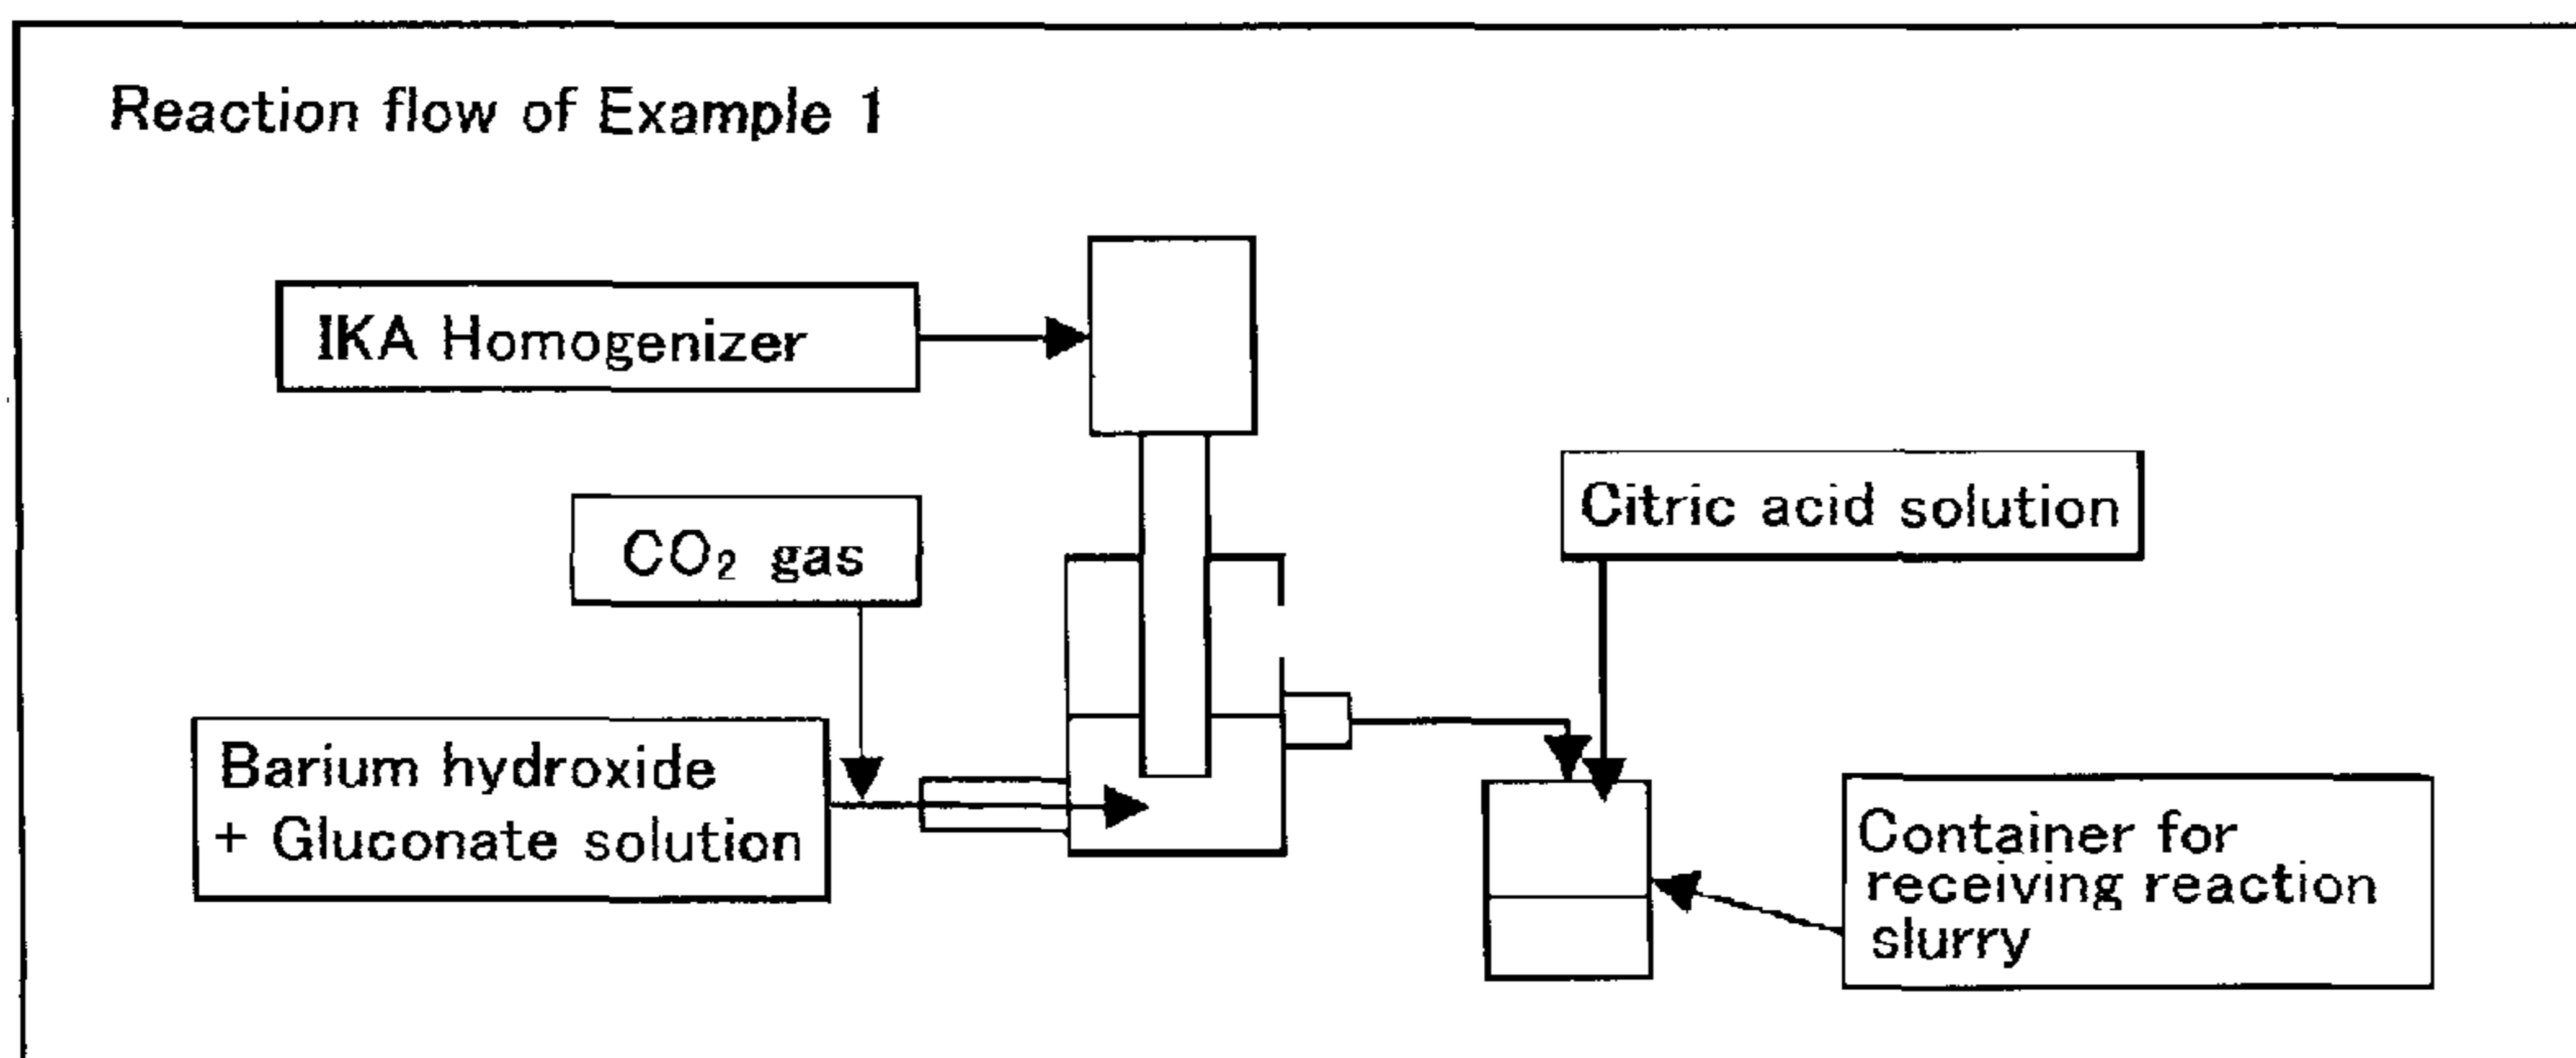 Reaction flow of Example 1
IKA Homogenizer
CO₂ gas
Citric acid solution
Barium hydroxide
+ Gluconate solution
Container for
receiving reaction
slurry